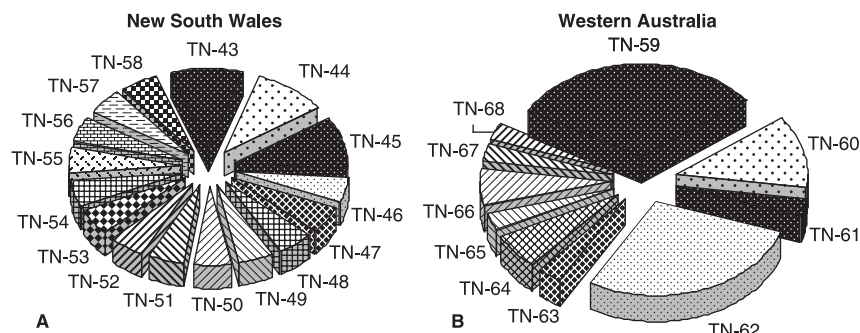 New South Wales
TN-43
TN-44
TN-45
TN-46
TN-47
TN-48
TN-49
TN-50
TN-51
TN-52
TN-53
TN-54
TN-55
TN-56
TN-57
TN-58
A
Western Australia
TN-59
TN-60
TN-61
TN-62
TN-63
TN-64
TN-65
TN-66
TN-67
TN-68
B